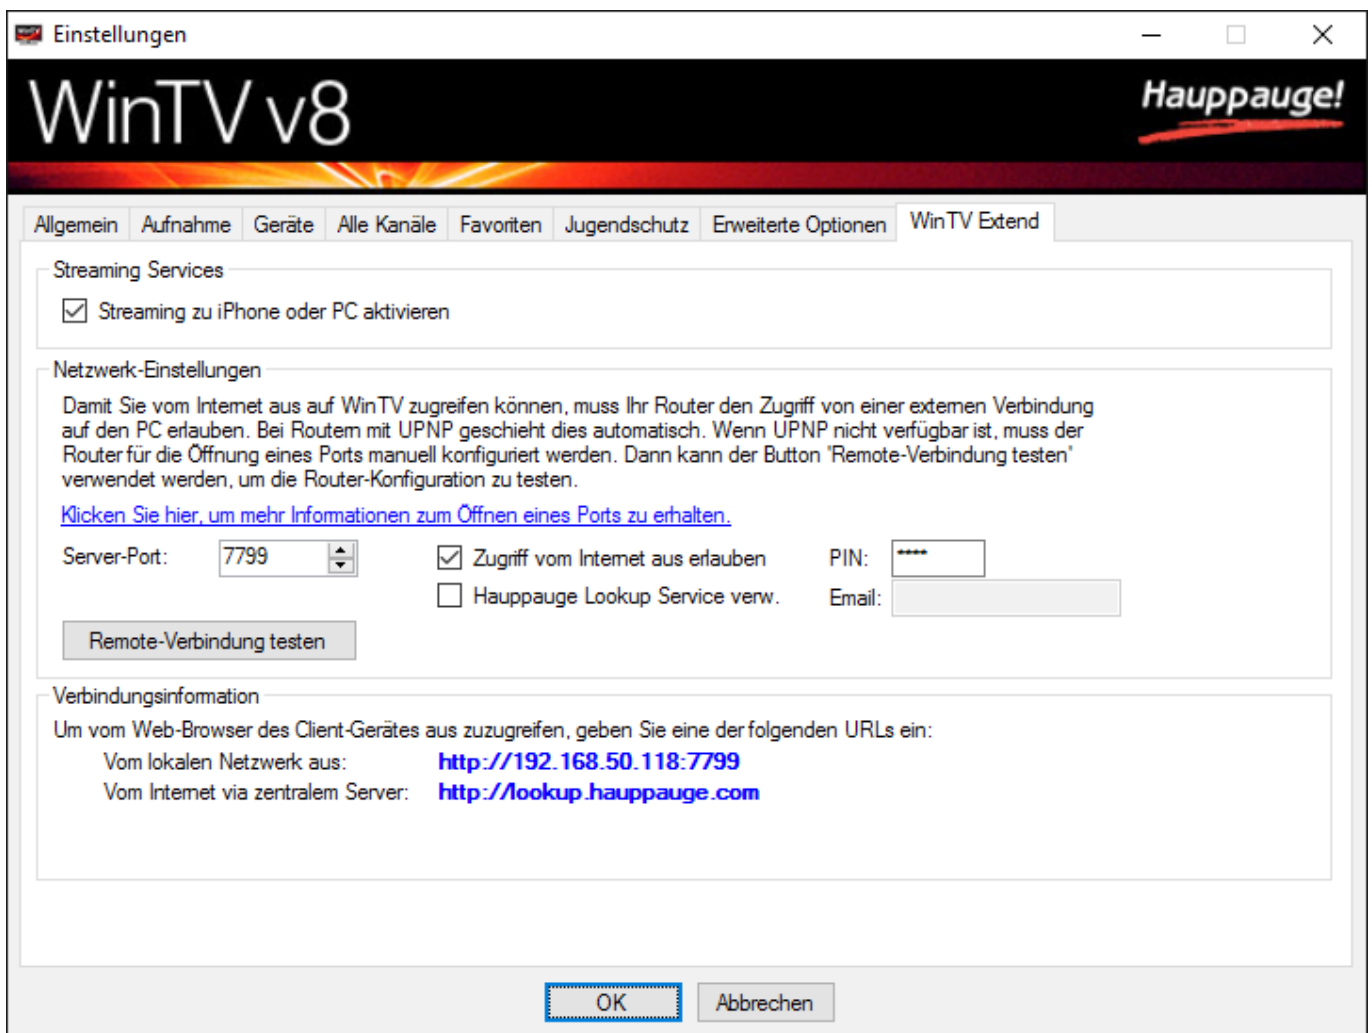 Einstellungen
WinTV v8
Hauppauge!
Allgemein Aufnahme Geräte Alle Kanäle Favoriten Jugendschutz Erweiterte Optionen WinTV Extend
Streaming Services
Streaming zu iPhone oder PC aktivieren
Netzwerk-Einstellungen
Damit Sie vom Internet aus auf WinTV zugreifen können, muss Ihr Router den Zugriff von einer externen Verbindung
auf den PC erlauben. Bei Routern mit UPNP geschieht dies automatisch. Wenn UPNP nicht verfügbar ist, muss der
Router für die Öffnung eines Ports manuell konfiguriert werden. Dann kann der Button "Remote-Verbindung testen"
verwendet werden, um die Router-Konfiguration zu testen.
Klicken Sie hier, um mehr Informationen zum Öffnen eines Ports zu erhalten.
Server-Port: 7799 Zugriff vom Internet aus erlauben PIN: ****
Hauppauge Lookup Service verw. Email:
Remote-Verbindung testen
Verbindungsinformation
Um vom Web-Browser des Client-Gerätes aus zuzugreifen, geben Sie eine der folgenden URLs ein:
Vom lokalen Netzwerk aus: http://192.168.50.118:7799
Vom Internet via zentralem Server: http://lookup.hauppauge.com
OK Abbrechen